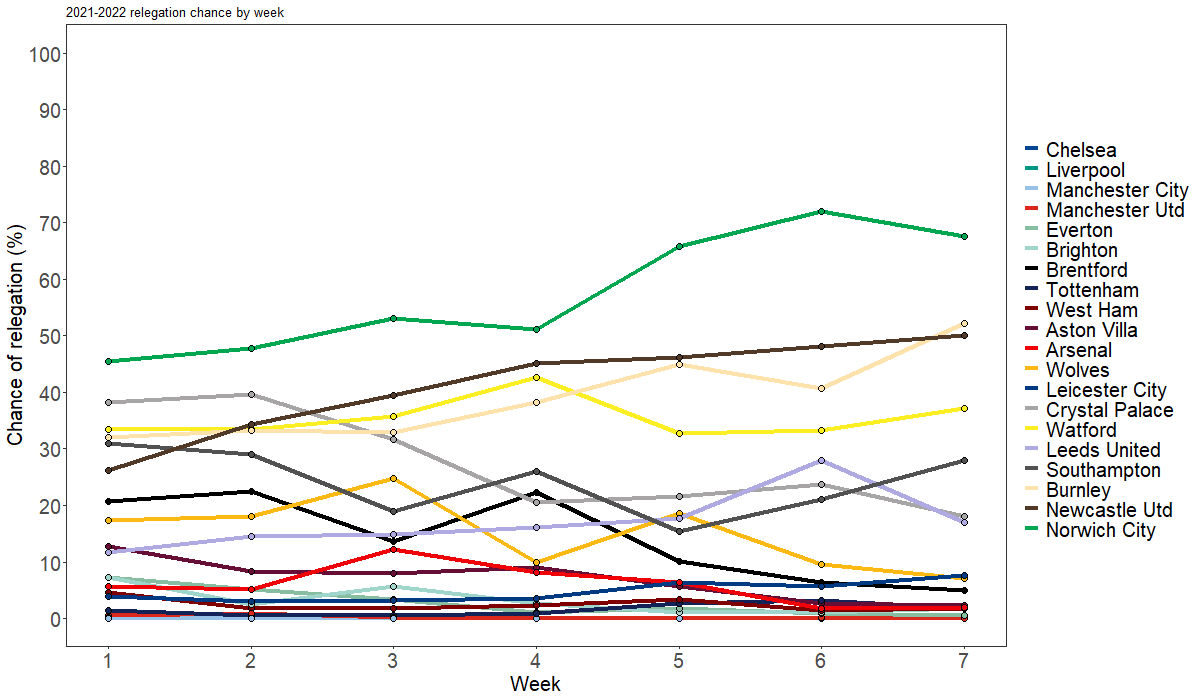 2021-2022 relegation chance by week
100
90
80
70
60
50
40
30
20
10
0
Chance of relegation (%)
1 2 3 4 5 6 7
Week
Chelsea
Liverpool
Manchester City
Manchester Utd
Everton
Brighton
Brentford
Tottenham
West Ham
Aston Villa
Arsenal
Wolves
Leicester City
Crystal Palace
Watford
Leeds United
Southampton
Burnley
Newcastle Utd
Norwich City